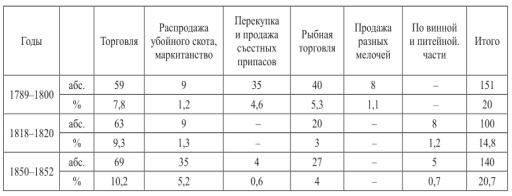 Годы
Торговля
Распродажа
убойного скота,
маркитанство
Перекупка
и продажа
съестных
припасов
Рыбная
торговля
Продажа
разных
мелочей
По винной
и питейной.
части
Итого
1789–1800
абс. 59 9 35 40 8 – 151
% 7,8 1,2 4,6 5,3 1,1 – 20
1818–1820
абс. 63 9 – 20 8 100
% 9,3 1,3 – 3 1,2 14,8
1850–1852
абс. 69 35 4 27 – 5 140
% 10,2 5,2 0,6 4 – 0,7 20,7